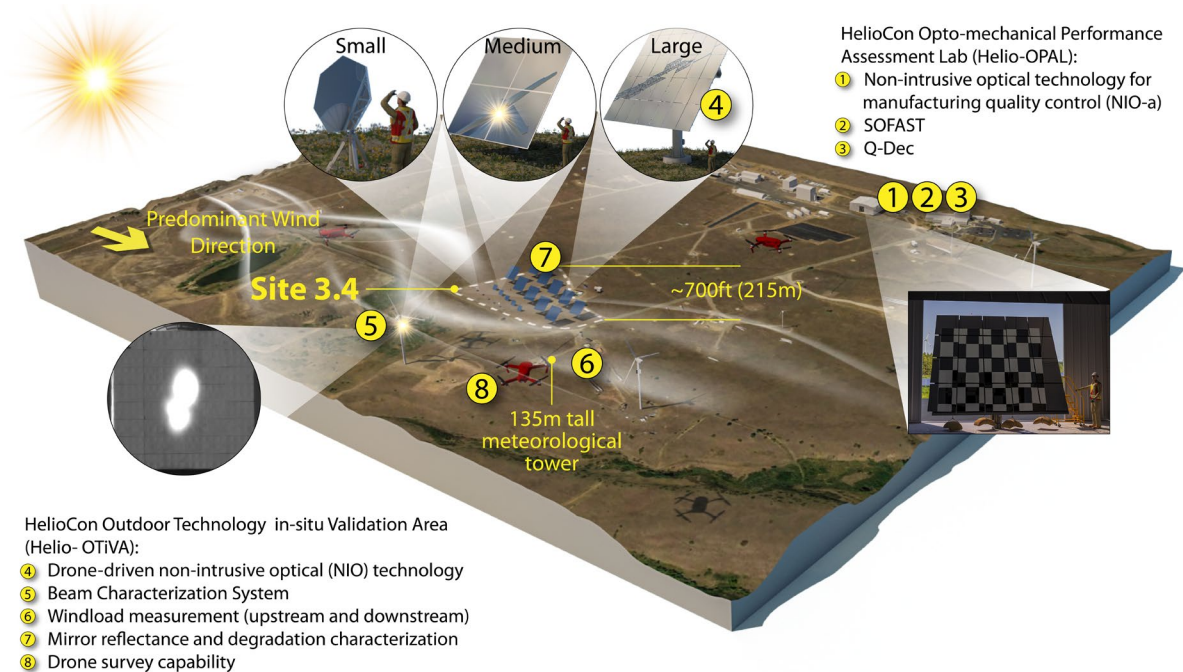 Small
Medium
Large
4
HelioCon Opto-mechanical Performance
Assessment Lab (Helio-OPAL):
1 Non-intrusive optical technology for
manufacturing quality control (NIO-a)
2 SOFAST
3 Q-Dec
1 2 3
Predominant Wind
Direction
Site 3.4
7
~700ft (215m)
5
6
8
135m tall
meteorological
tower
HelioCon Outdoor Technology in-situ Validation Area
(Helio- OTiVA):
4 Drone-driven non-intrusive optical (NIO) technology
5 Beam Characterization System
6 Windload measurement (upstream and downstream)
7 Mirror reflectance and degradation characterization
8 Drone survey capability